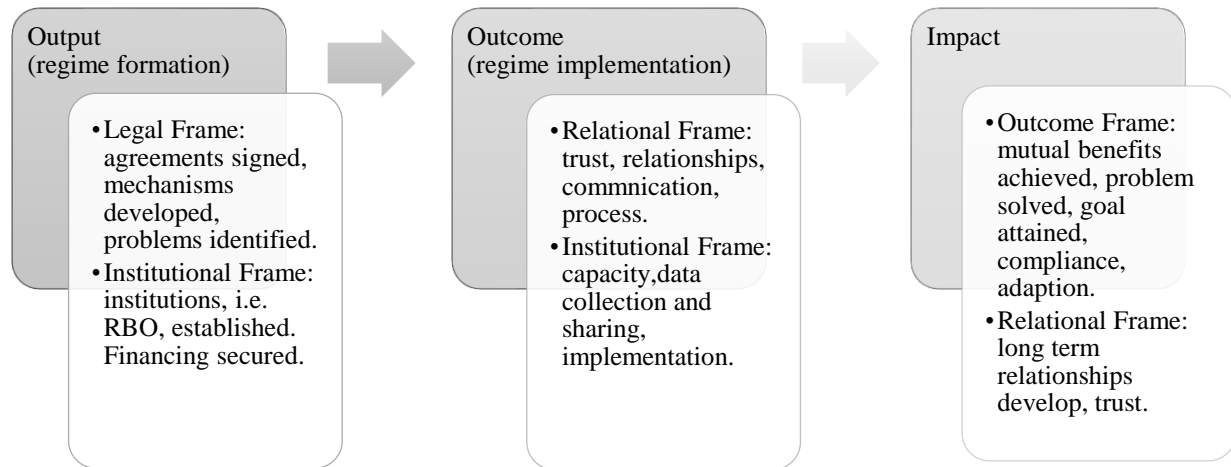 Output
(regime formation)
•Legal Frame:
agreements signed,
mechanisms
developed,
problems identified.
•Institutional Frame:
institutions, i.e.
RBO, established.
Financing secured.
Outcome
(regime implementation)
•Relational Frame:
trust, relationships,
commnication,
process.
•Institutional Frame:
capacity,data
collection and
sharing,
implementation.
Impact
•Outcome Frame:
mutual benefits
achieved, problem
solved, goal
attained,
compliance,
adaption.
•Relational Frame:
long term
relationships
develop, trust.